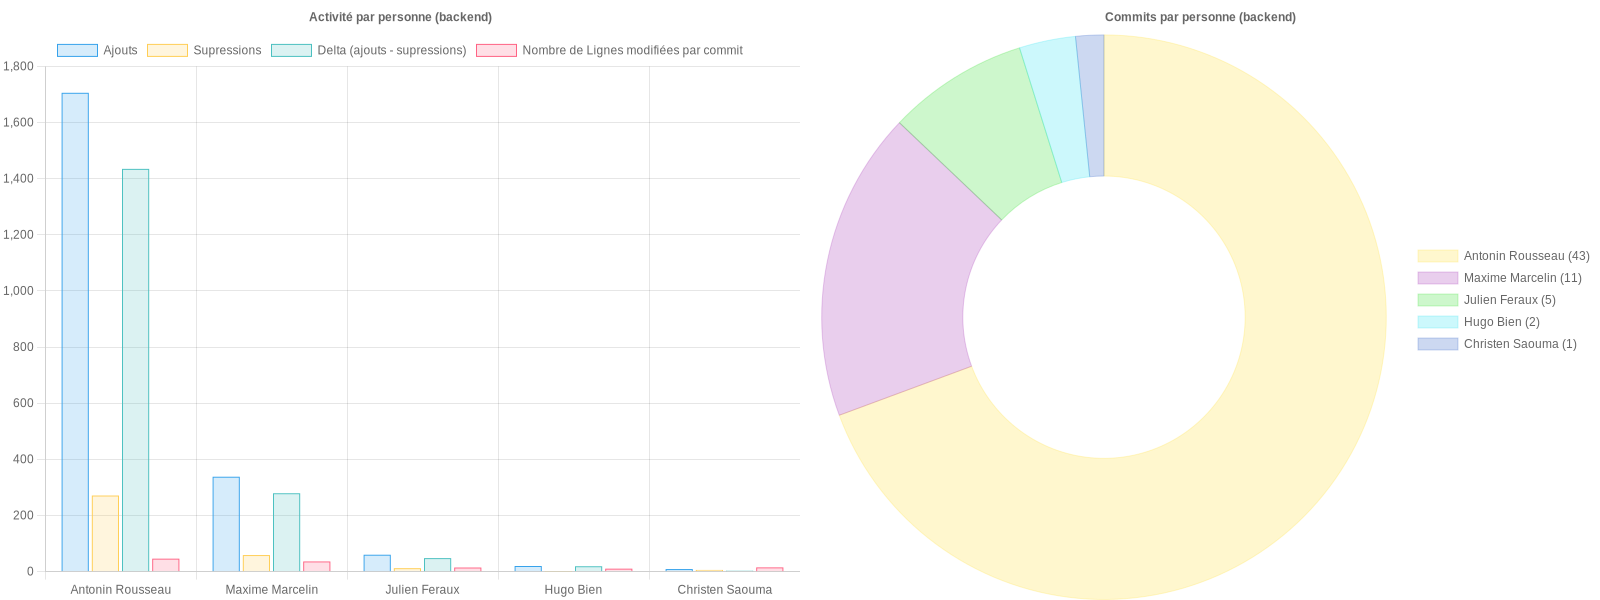 Activité par personne (backend)
Ajouts
Supressions
Delta (ajouts - supressions)
Nombre de Lignes modifiées par commit
1,800
1,600
1,400
1,200
1,000
800
600
400
200
0
Antonin Rousseau
Maxime Marcelin
Julien Feraux
Hugo Bien
Christen Saouma
Commits par personne (backend)
Antonin Rousseau (43)
Maxime Marcelin (11)
Julien Feraux (5)
Hugo Bien (2)
Christen Saouma (1)